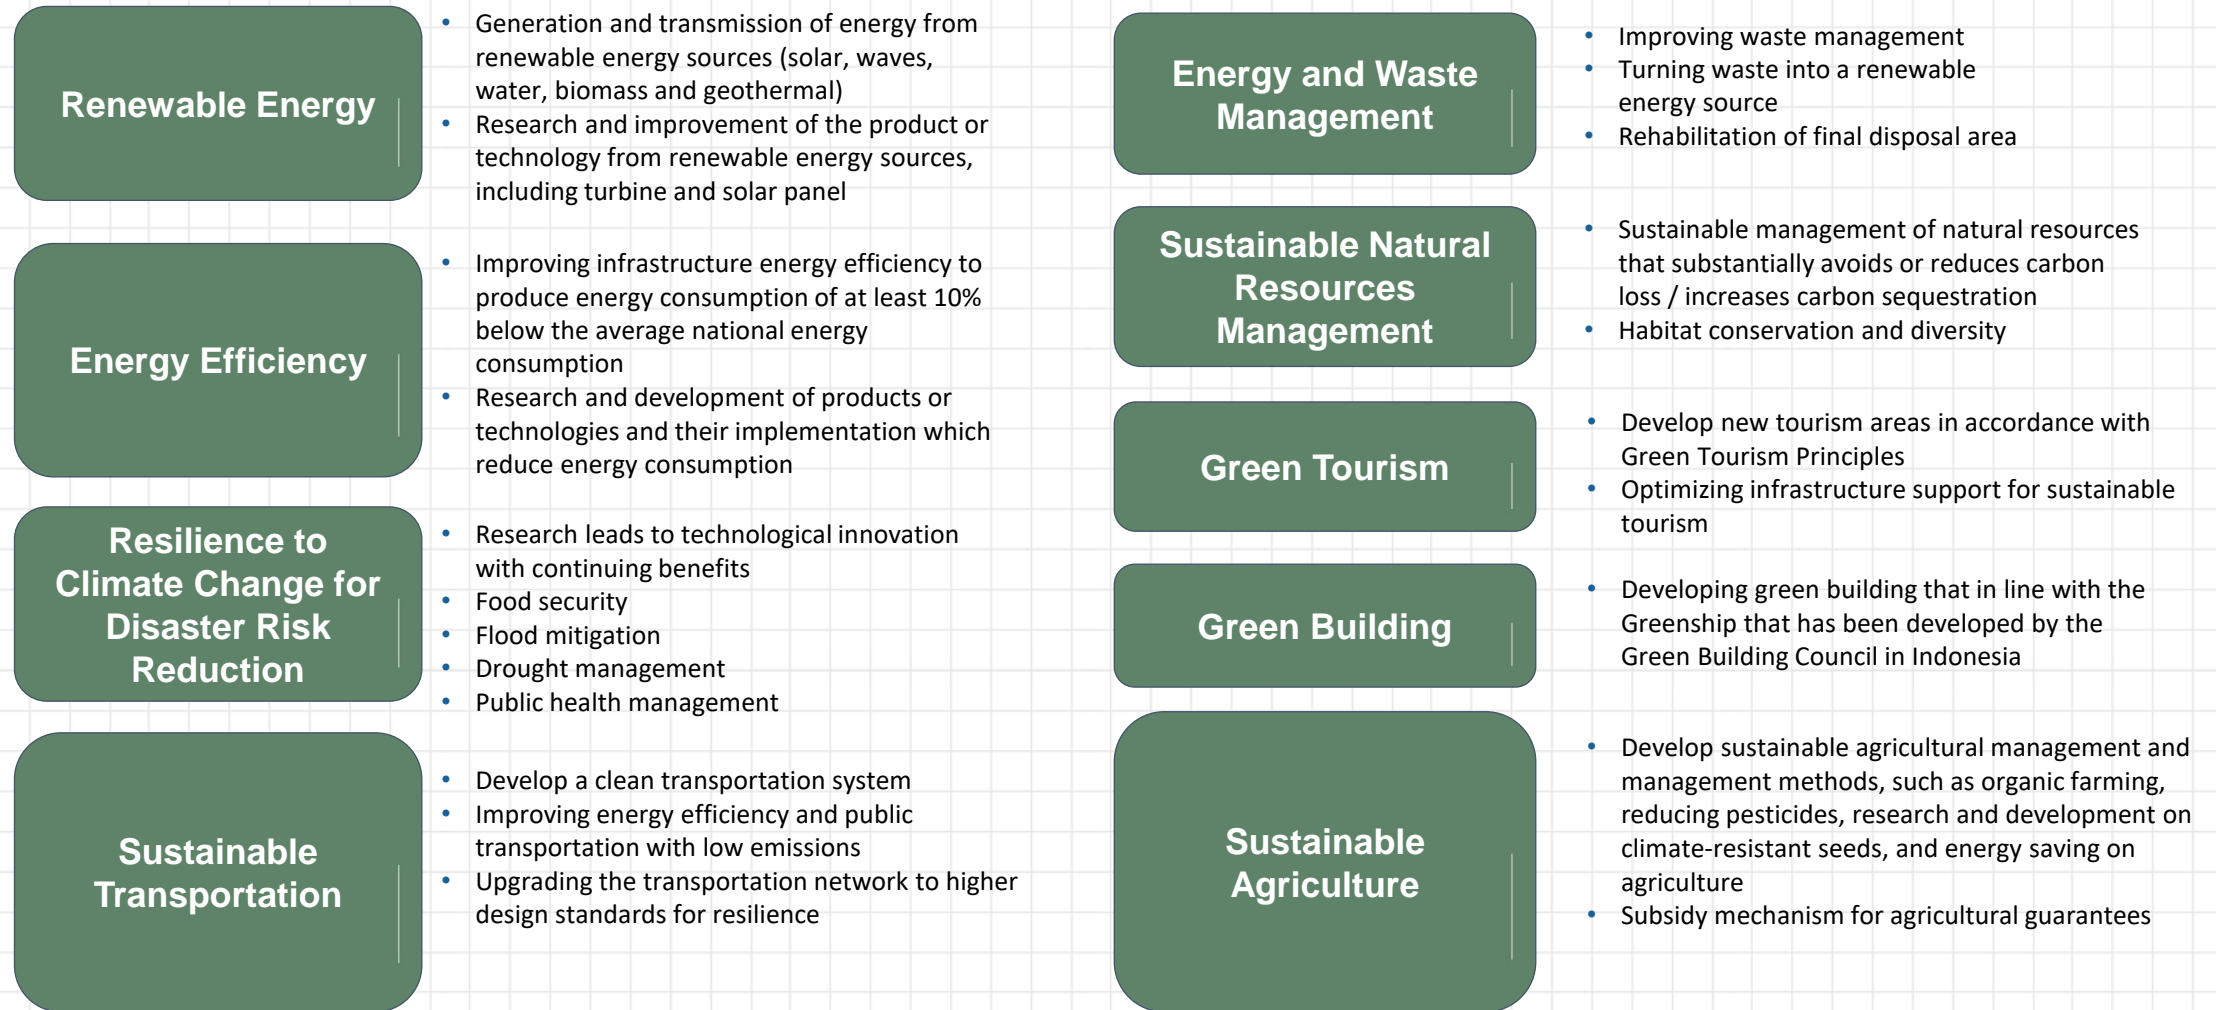 Renewable Energy
• Generation and transmission of energy from
renewable energy sources (solar, waves,
water, biomass and geothermal)
• Research and improvement of the product or
technology from renewable energy sources,
including turbine and solar panel
Energy Efficiency
• Improving infrastructure energy efficiency to
produce energy consumption of at least 10%
below the average national energy
consumption
• Research and development of products or
technologies and their implementation which
reduce energy consumption
Resilience to
Climate Change for
Disaster Risk
Reduction
• Research leads to technological innovation
with continuing benefits
• Food security
• Flood mitigation
• Drought management
• Public health management
Sustainable
Transportation
• Develop a clean transportation system
• Improving energy efficiency and public
transportation with low emissions
• Upgrading the transportation network to higher
design standards for resilience
Energy and Waste
Management
• Improving waste management
• Turning waste into a renewable
energy source
• Rehabilitation of final disposal area
Sustainable Natural
Resources
Management
• Sustainable management of natural resources
that substantially avoids or reduces carbon
loss / increases carbon sequestration
• Habitat conservation and diversity
Green Tourism
• Develop new tourism areas in accordance with
Green Tourism Principles
• Optimizing infrastructure support for sustainable
tourism
Green Building
• Developing green building that in line with the
Greenship that has been developed by the
Green Building Council in Indonesia
Sustainable
Agriculture
• Develop sustainable agricultural management and
management methods, such as organic farming,
reducing pesticides, research and development on
climate-resistant seeds, and energy saving on
agriculture
• Subsidy mechanism for agricultural guarantees